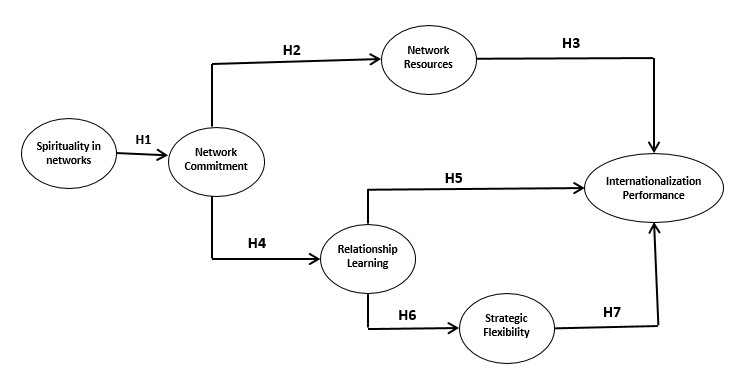 H2
Network
Resources
H3
Spirituality in
networks
H1
Network
Commitment
H5
Internationalization
Performance
H4
Relationship
Learning
H6
Strategic
Flexibility
H7